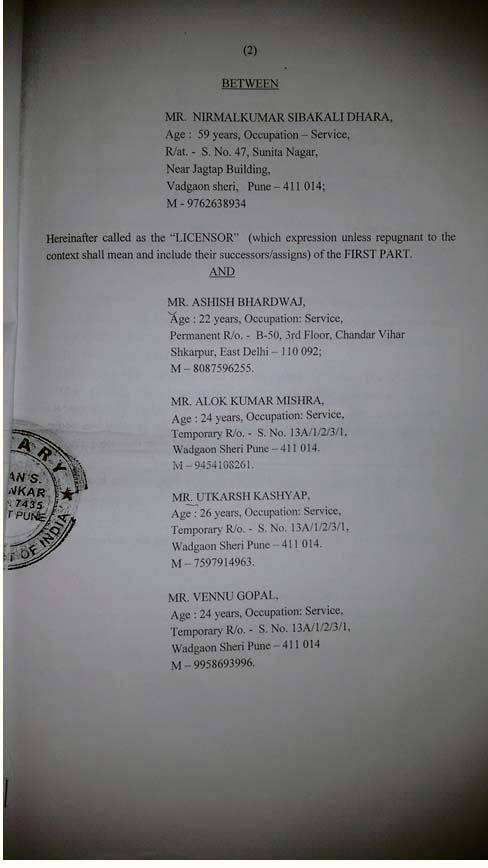 (2)
BETWEEN
MR. NIRMALKUMAR SIBAKALI DHARA,
Age : 59 years, Occupation – Service,
R/at. - S. No. 47, Sunita Nagar,
Near Jagtap Building,
Vadgaon sheri, Pune – 411 014;
M - 9762638934
Hereinafter called as the “LICENSOR” (which expression unless repugnant to the
context shall mean and include their successors/assigns) of the FIRST PART.
AND
MR. ASHISH BHARDWAJ,
Age : 22 years, Occupation: Service,
Permanent R/o. - B-50, 3rd Floor, Chandar Vihar
Shkarpur, East Delhi – 110 092;
M – 8087596255.
MR. ALOK KUMAR MISHRA,
Age : 24 years, Occupation: Service,
Temporary R/o. - S. No. 13A/1/2/3/1,
Wadgaon Sheri Pune – 411 014.
M – 9454108261.
MR. UTKARSH KASHYAP,
Age : 26 years, Occupation: Service,
Temporary R/o. - S. No. 13A/1/2/3/1,
Wadgaon Sheri Pune – 411 014.
M – 7597914963.
MR. VENNU GOPAL,
Age : 24 years, Occupation: Service,
Temporary R/o. - S. No. 13A/1/2/3/1,
Wadgaon Sheri Pune – 411 014
M – 9958693996.
ARY
AN'S.
NKAR
7435
T PUNE
OF INDIA